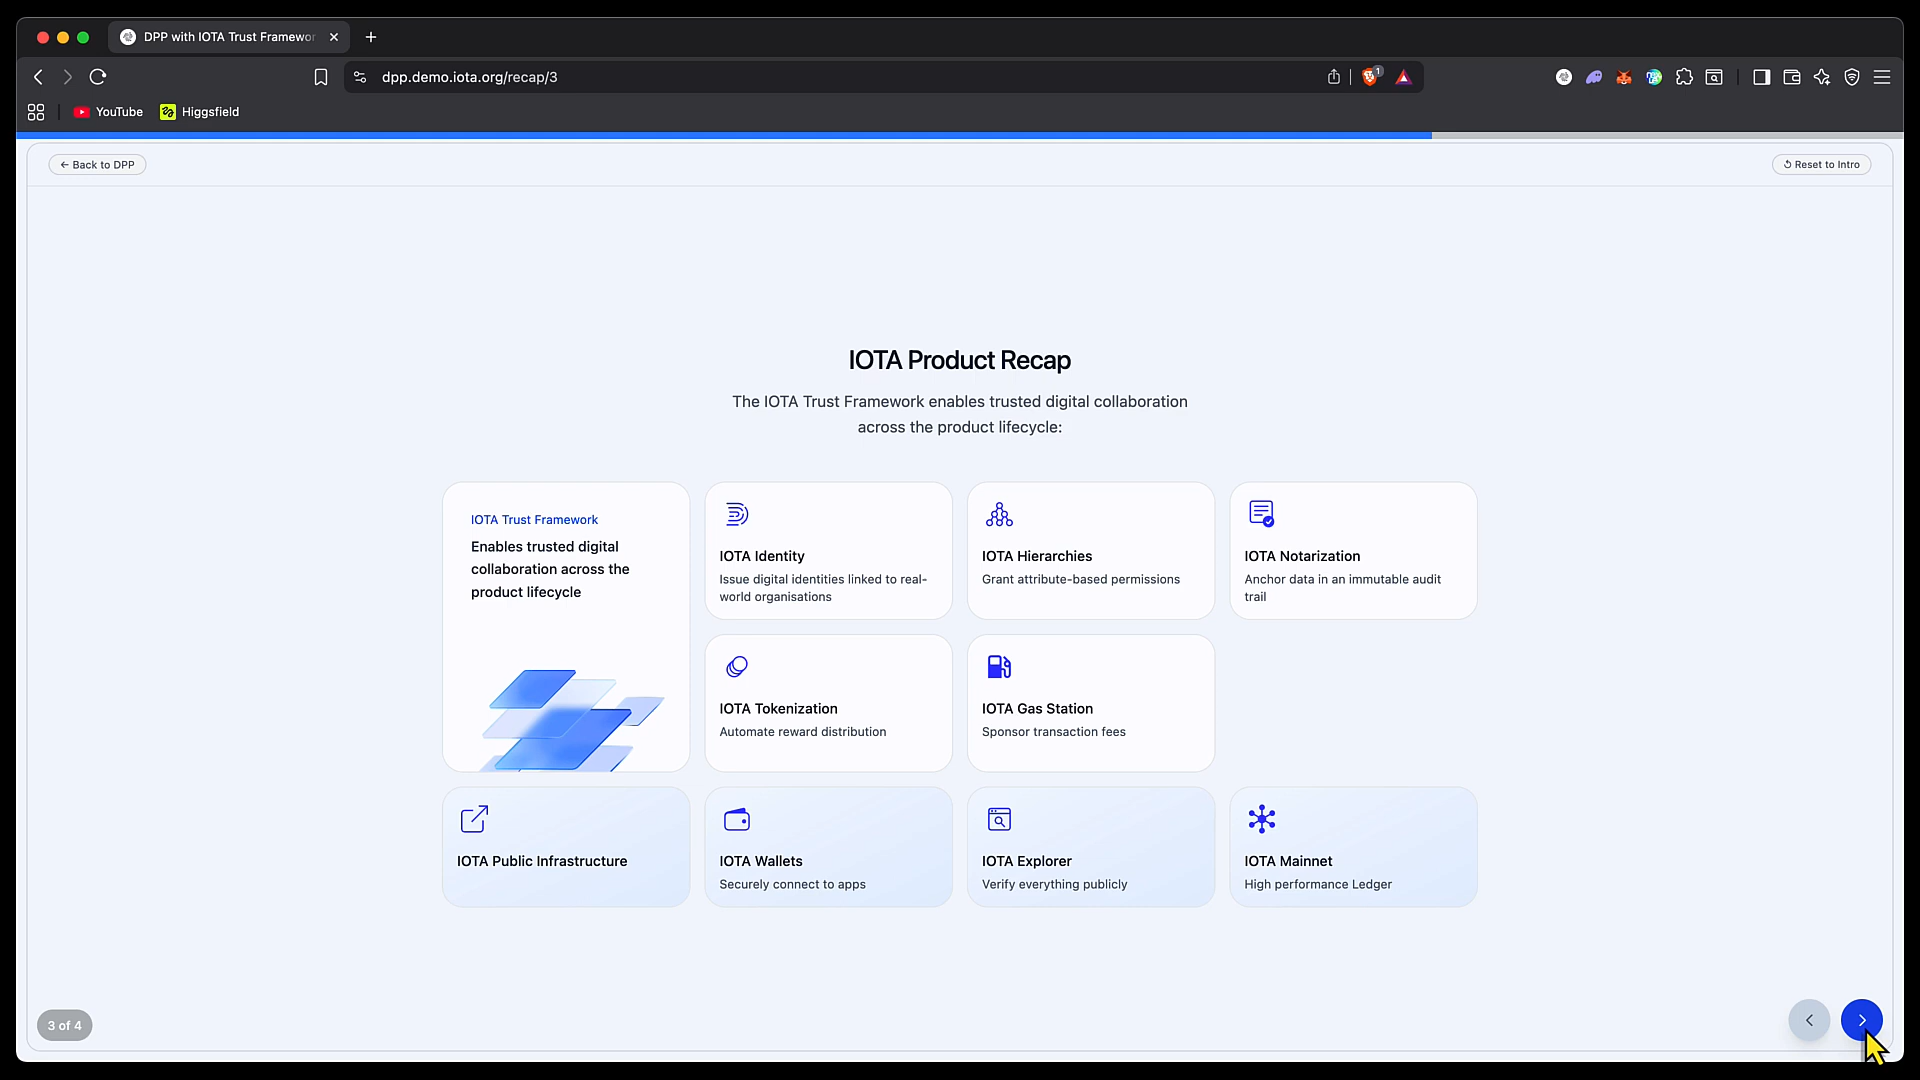 DPP with IOTA Trust Framewor
dpp.demo.iota.org/recap/3
1
YouTube
Higgsfield
← Back to DPP
Reset to Intro
IOTA Product Recap
The IOTA Trust Framework enables trusted digital collaboration
across the product lifecycle:
IOTA Trust Framework
Enables trusted digital
collaboration across the
product lifecycle
IOTA Identity
Issue digital identities linked to real-
world organisations
IOTA Hierarchies
Grant attribute-based permissions
IOTA Notarization
Anchor data in an immutable audit
trail
IOTA Tokenization
Automate reward distribution
IOTA Gas Station
Sponsor transaction fees
IOTA Public Infrastructure
IOTA Wallets
Securely connect to apps
IOTA Explorer
Verify everything publicly
IOTA Mainnet
High performance Ledger
3 of 4